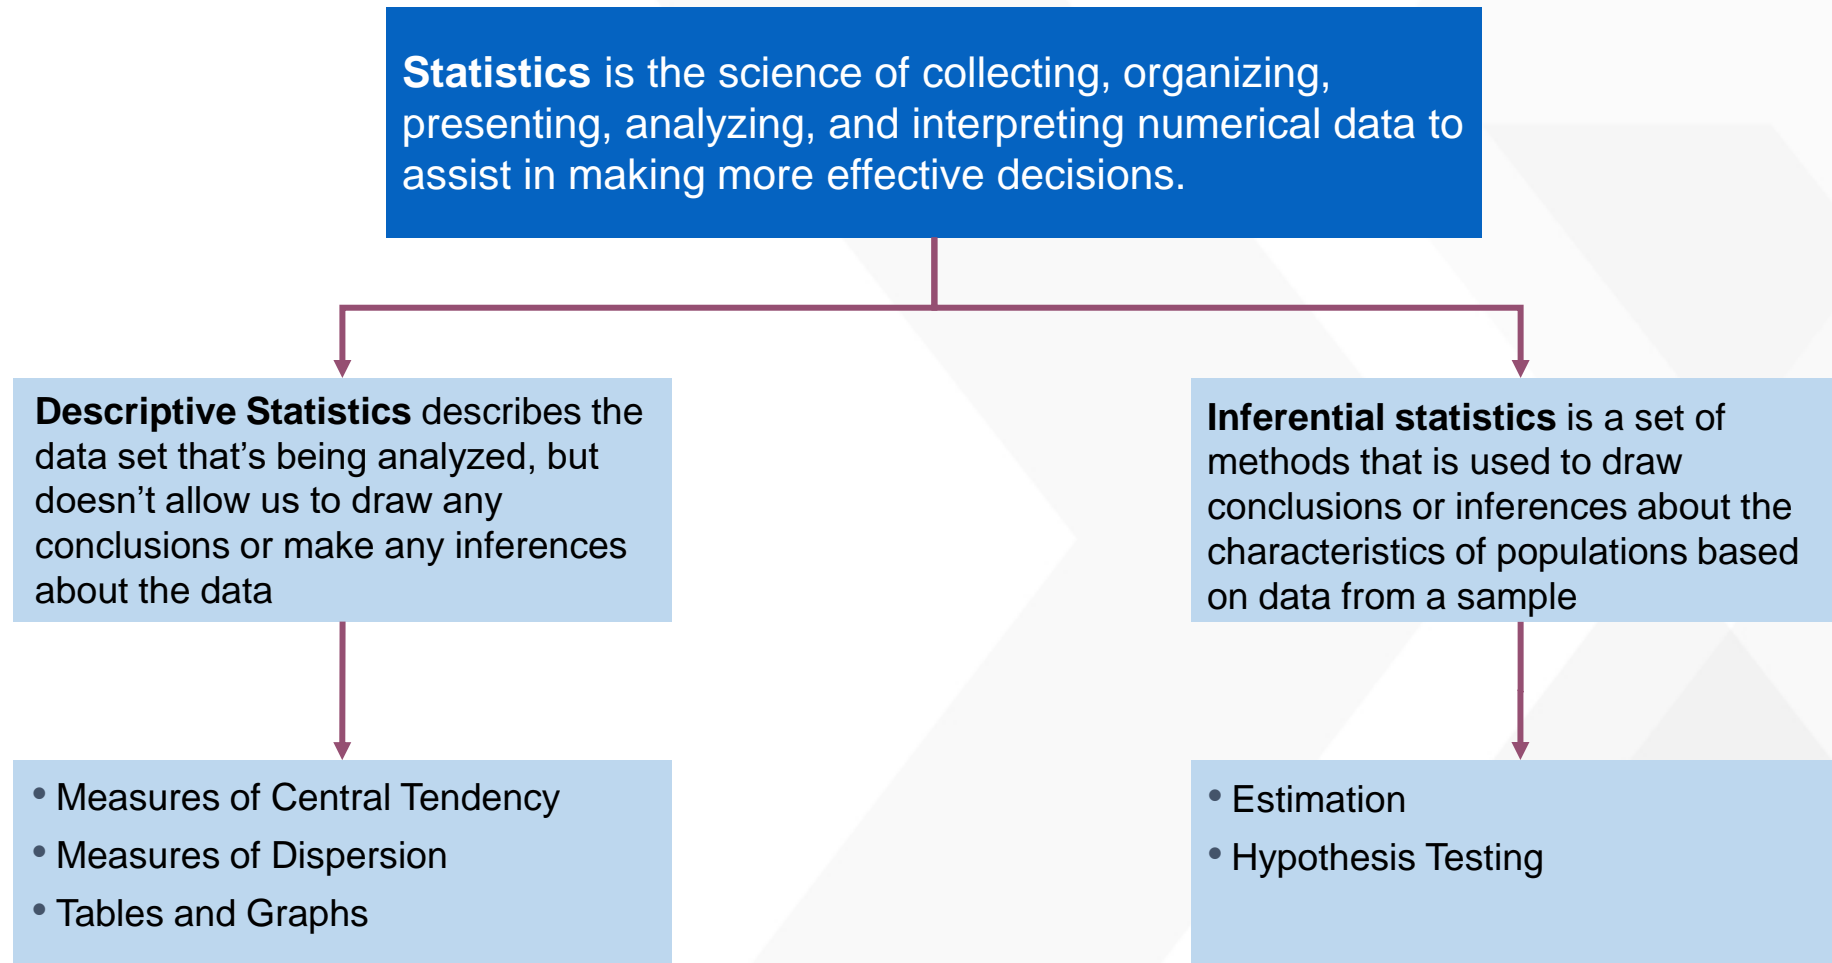 Statistics is the science of collecting, organizing,
presenting, analyzing, and interpreting numerical data to
assist in making more effective decisions.
Descriptive Statistics describes the
data set that’s being analyzed, but
doesn’t allow us to draw any
conclusions or make any inferences
about the data
Inferential statistics is a set of
methods that is used to draw
conclusions or inferences about the
characteristics of populations based
on data from a sample
• Measures of Central Tendency
• Measures of Dispersion
• Tables and Graphs
• Estimation
• Hypothesis Testing